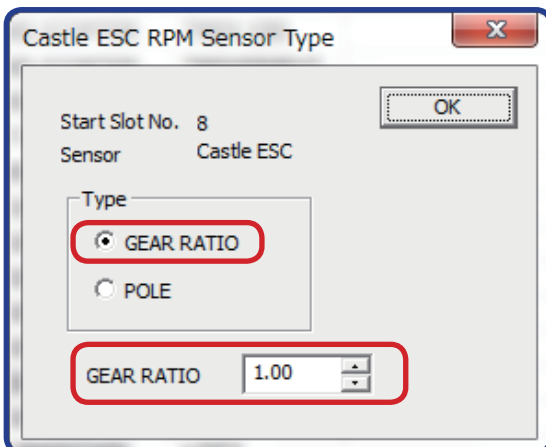 Castle ESC RPM Sensor Type
OK
Start Slot No. 8
Sensor Castle ESC
Type
GEAR RATIO
POLE
GEAR RATIO 1.00